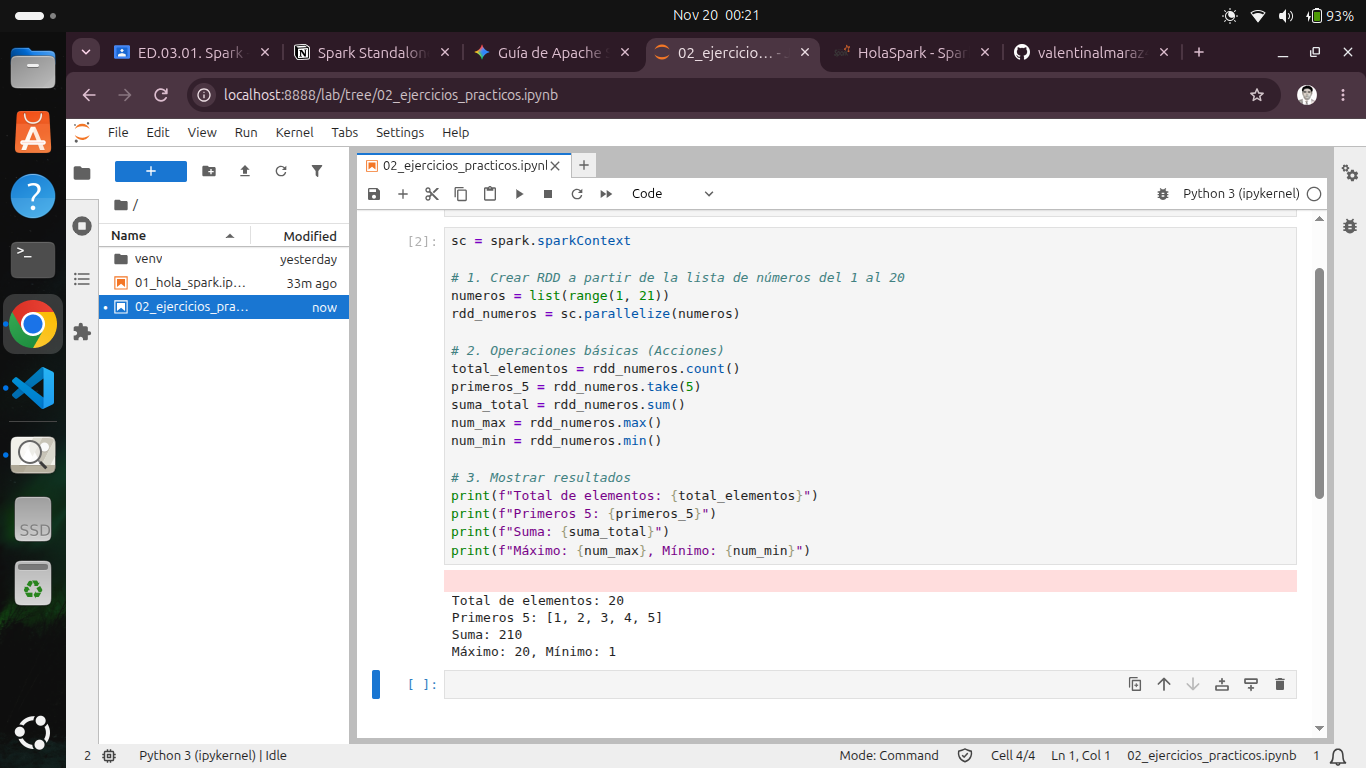 Nov 20 00:21
93%
ED.03.01. Spark
Spark Standalon
Guía de Apache
02_ejercicio… -
HolaSpark - Spar
valentinalmaraz
localhost:8888/lab/tree/02_ejercicios_practicos.ipynb
File Edit View Run Kernel Tabs Settings Help
02_ejercicios_practicos.ipynl
Code
Python 3 (ipykernel)
/
Name Modified
venv yesterday
01_hola_spark.ip… 33m ago
02_ejercicios_pra… now
SSD
[2]:
sc = spark.sparkContext
# 1. Crear RDD a partir de la lista de números del 1 al 20
numeros = list(range(1, 21))
rdd_numeros = sc.parallelize(numeros)
# 2. Operaciones básicas (Acciones)
total_elementos = rdd_numeros.count()
primeros_5 = rdd_numeros.take(5)
suma_total = rdd_numeros.sum()
num_max = rdd_numeros.max()
num_min = rdd_numeros.min()
# 3. Mostrar resultados
print(f"Total de elementos: {total_elementos}")
print(f"Primeros 5: {primeros_5}")
print(f"Suma: {suma_total}")
print(f"Máximo: {num_max}, Mínimo: {num_min}")
Total de elementos: 20
Primeros 5: [1, 2, 3, 4, 5]
Suma: 210
Máximo: 20, Mínimo: 1
[ ]:
2 Python 3 (ipykernel) | Idle Mode: Command Cell 4/4 Ln 1, Col 1 02_ejercicios_practicos.ipynb 1